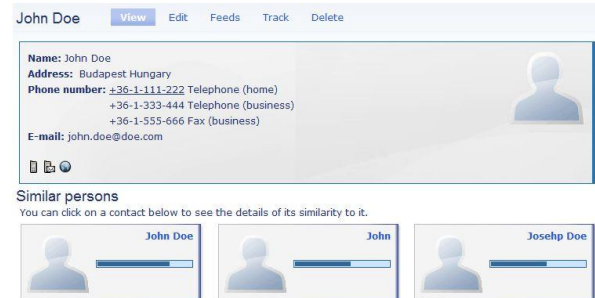 John Doe View Edit Feeds Track Delete
Name: John Doe
Address: Budapest Hungary
Phone number: +36-1-111-222 Telephone (home)
+36-1-333-444 Telephone (business)
+36-1-555-666 Fax (business)
E-mail: john.doe@doe.com
Similar persons
You can click on a contact below to see the details of its similarity to it.
John Doe John Josehp Doe